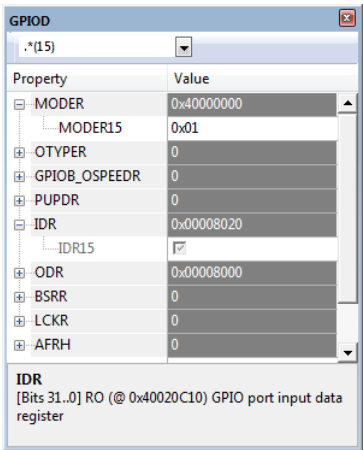 GPIOD
.*(15)
Property Value
MODER 0x40000000
MODER15 0x01
OTYPER 0
GPIOB_OSPEEDR 0
PUPDR 0
IDR 0x00008020
IDR15
ODR 0x00008000
BSRR 0
LCKR 0
AFRH 0
IDR
[Bits 31..0] RO (@ 0x40020C10) GPIO port input data
register